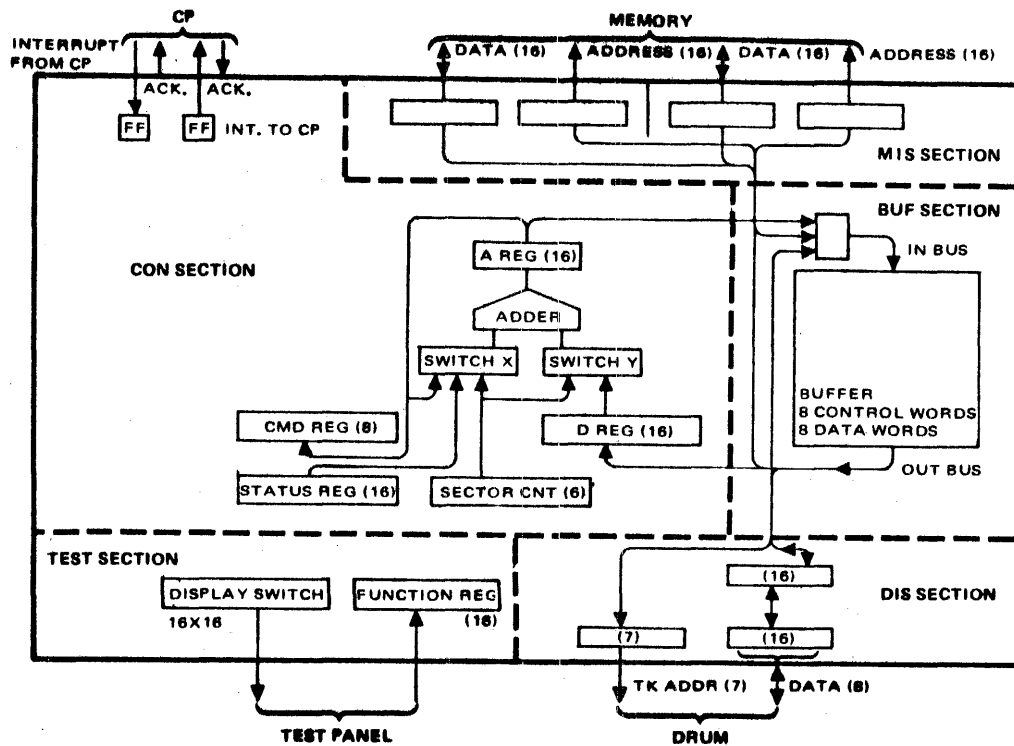 CP
MEMORY
INTERRUPT
FROM CP
DATA (16)
ADDRESS (16)
DATA (16)
ADDRESS (16)
ACK.
ACK.
FF
FF
INT. TO CP
MIS SECTION
BUF SECTION
CON SECTION
A REG (16)
IN BUS
ADDER
SWITCH X
SWITCH Y
BUFFER
8 CONTROL WORDS
8 DATA WORDS
CMD REG (8)
D REG (16)
OUT BUS
STATUS REG (16)
SECTOR CNT (6)
TEST SECTION
DISPLAY SWITCH
16X16
FUNCTION REG
(16)
(16)
DIS SECTION
(7)
(16)
TK ADDR (7)
DATA (8)
TEST PANEL
DRUM